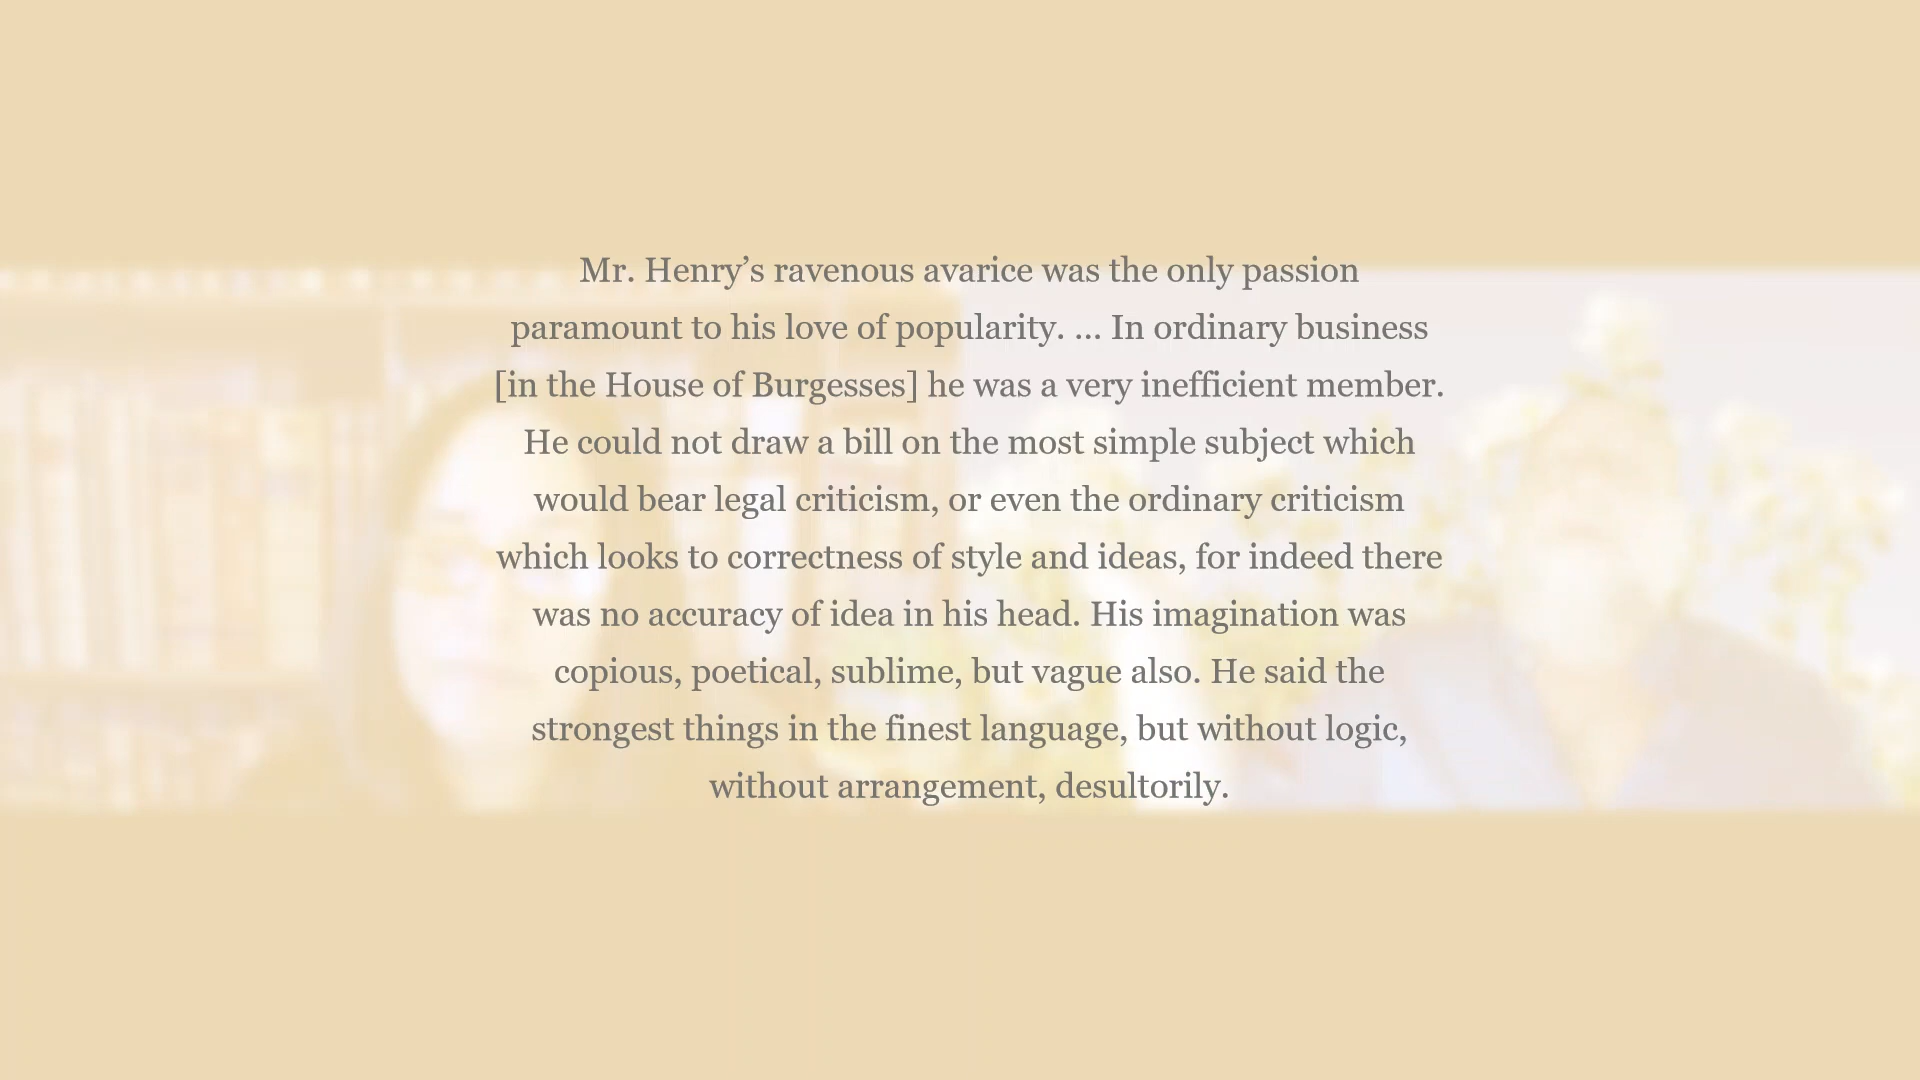 Mr. Henry’s ravenous avarice was the only passion
paramount to his love of popularity. ... In ordinary business
[in the House of Burgesses] he was a very inefficient member.
He could not draw a bill on the most simple subject which
would bear legal criticism, or even the ordinary criticism
which looks to correctness of style and ideas, for indeed there
was no accuracy of idea in his head. His imagination was
copious, poetical, sublime, but vague also. He said the
strongest things in the finest language, but without logic,
without arrangement, desultorily.